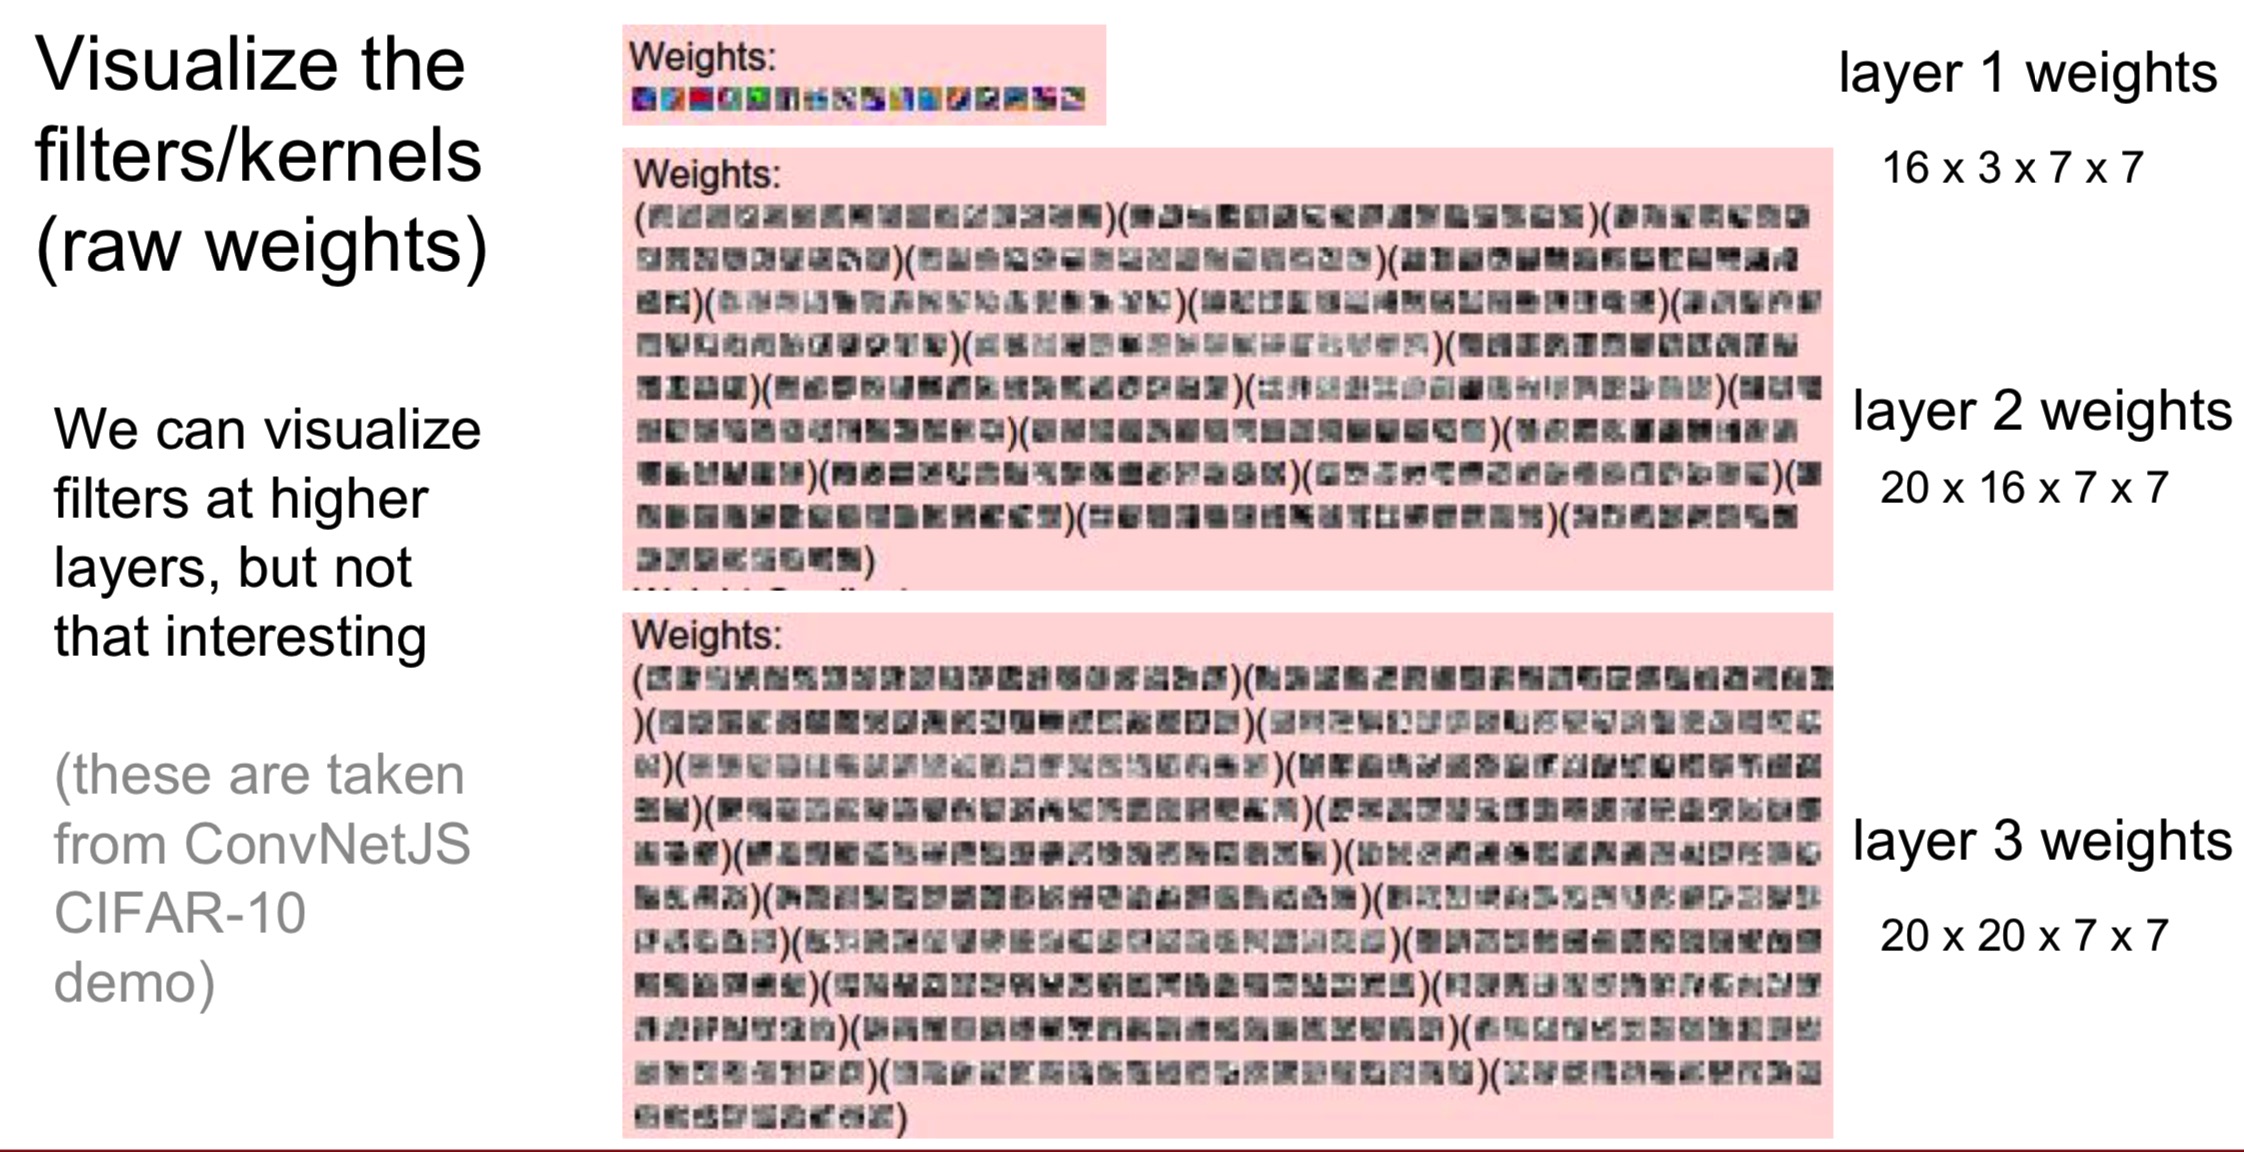 Visualize the
filters/kernels
(raw weights)
We can visualize
filters at higher
layers, but not
that interesting
(these are taken
from ConvNetJS
CIFAR-10
demo)
Weights:
layer 1 weights
16 x 3 x 7 x 7
Weights:
layer 2 weights
20 x 16 x 7 x 7
Weights:
layer 3 weights
20 x 20 x 7 x 7